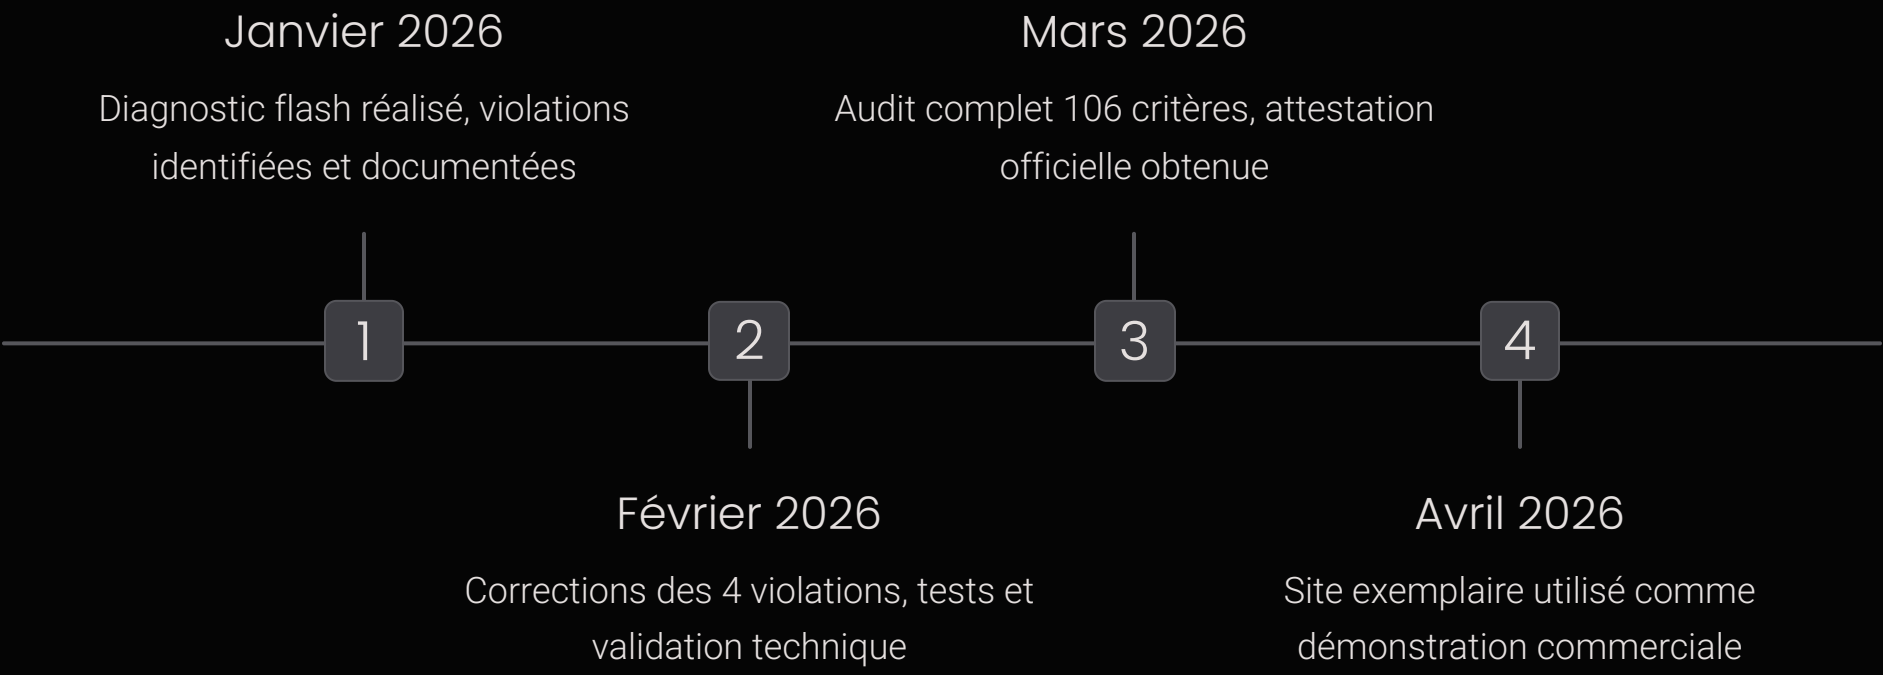 Janvier 2026
Diagnostic flash réalisé, violations
identifiées et documentées
1
Février 2026
Corrections des 4 violations, tests et
validation technique
2
Mars 2026
Audit complet 106 critères, attestation
officielle obtenue
3
Avril 2026
Site exemplaire utilisé comme
démonstration commerciale
4